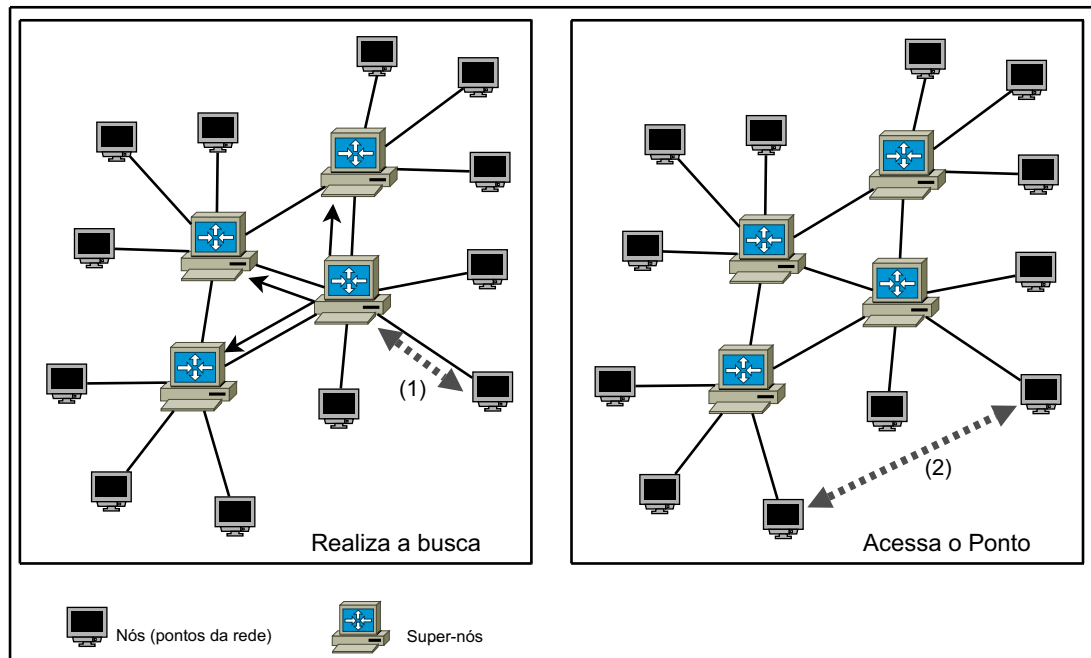 (1)
Realiza a busca
(2)
Acessa o Ponto
Nós (pontos da rede)
Super-nós